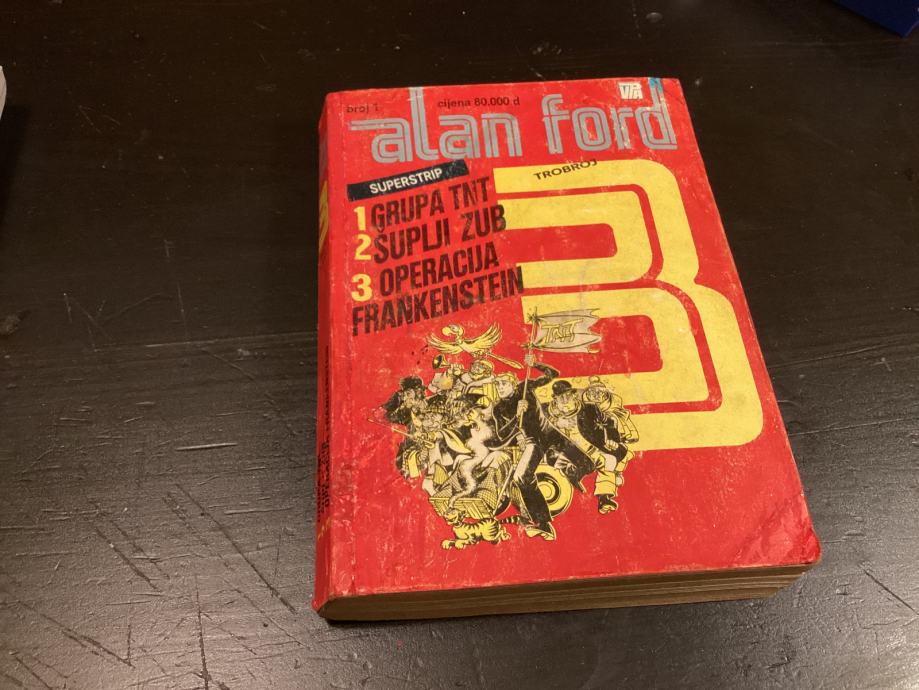 broj 1
cijena 80.000 d
VPA
alan ford
SUPERSTRIP
TROBROJ
3
1 GRUPA TNT
2 ŠUPLJI ZUB
3 OPERACIJA
FRANKENSTEIN
TNT